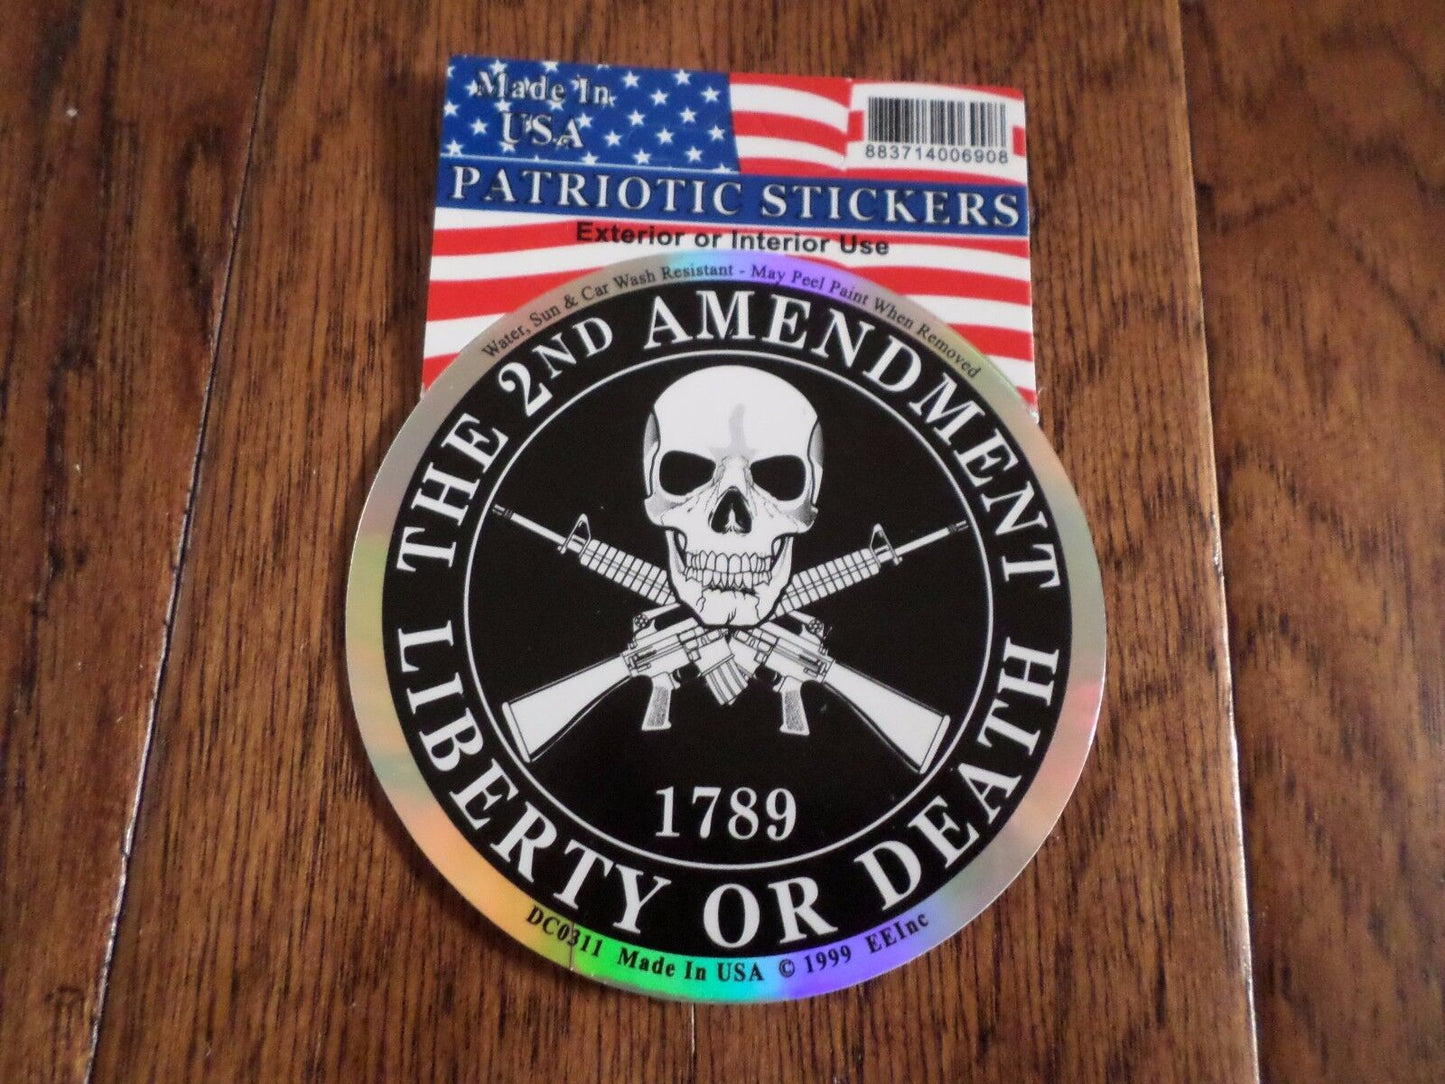 Made In
USA
883714006908
PATRIOTIC STICKERS
Exterior or Interior Use
Water, Sun & Car Wash Resistant - May Peel Paint When Removed
THE 2ND AMENDMENT
1789
LIBERTY OR DEATH
DC0311 Made In USA © 1999 EEInc